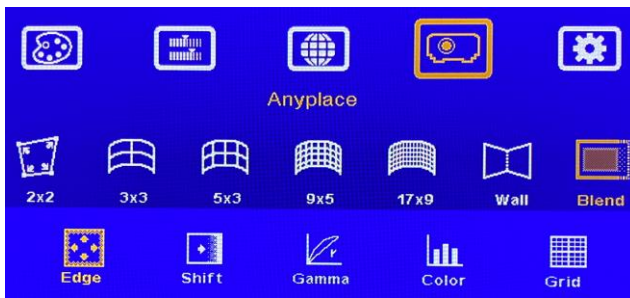 Anyplace
2x2 3x3 5x3 9x5 17x9 Wall Blend
Edge Shift Gamma Color Grid